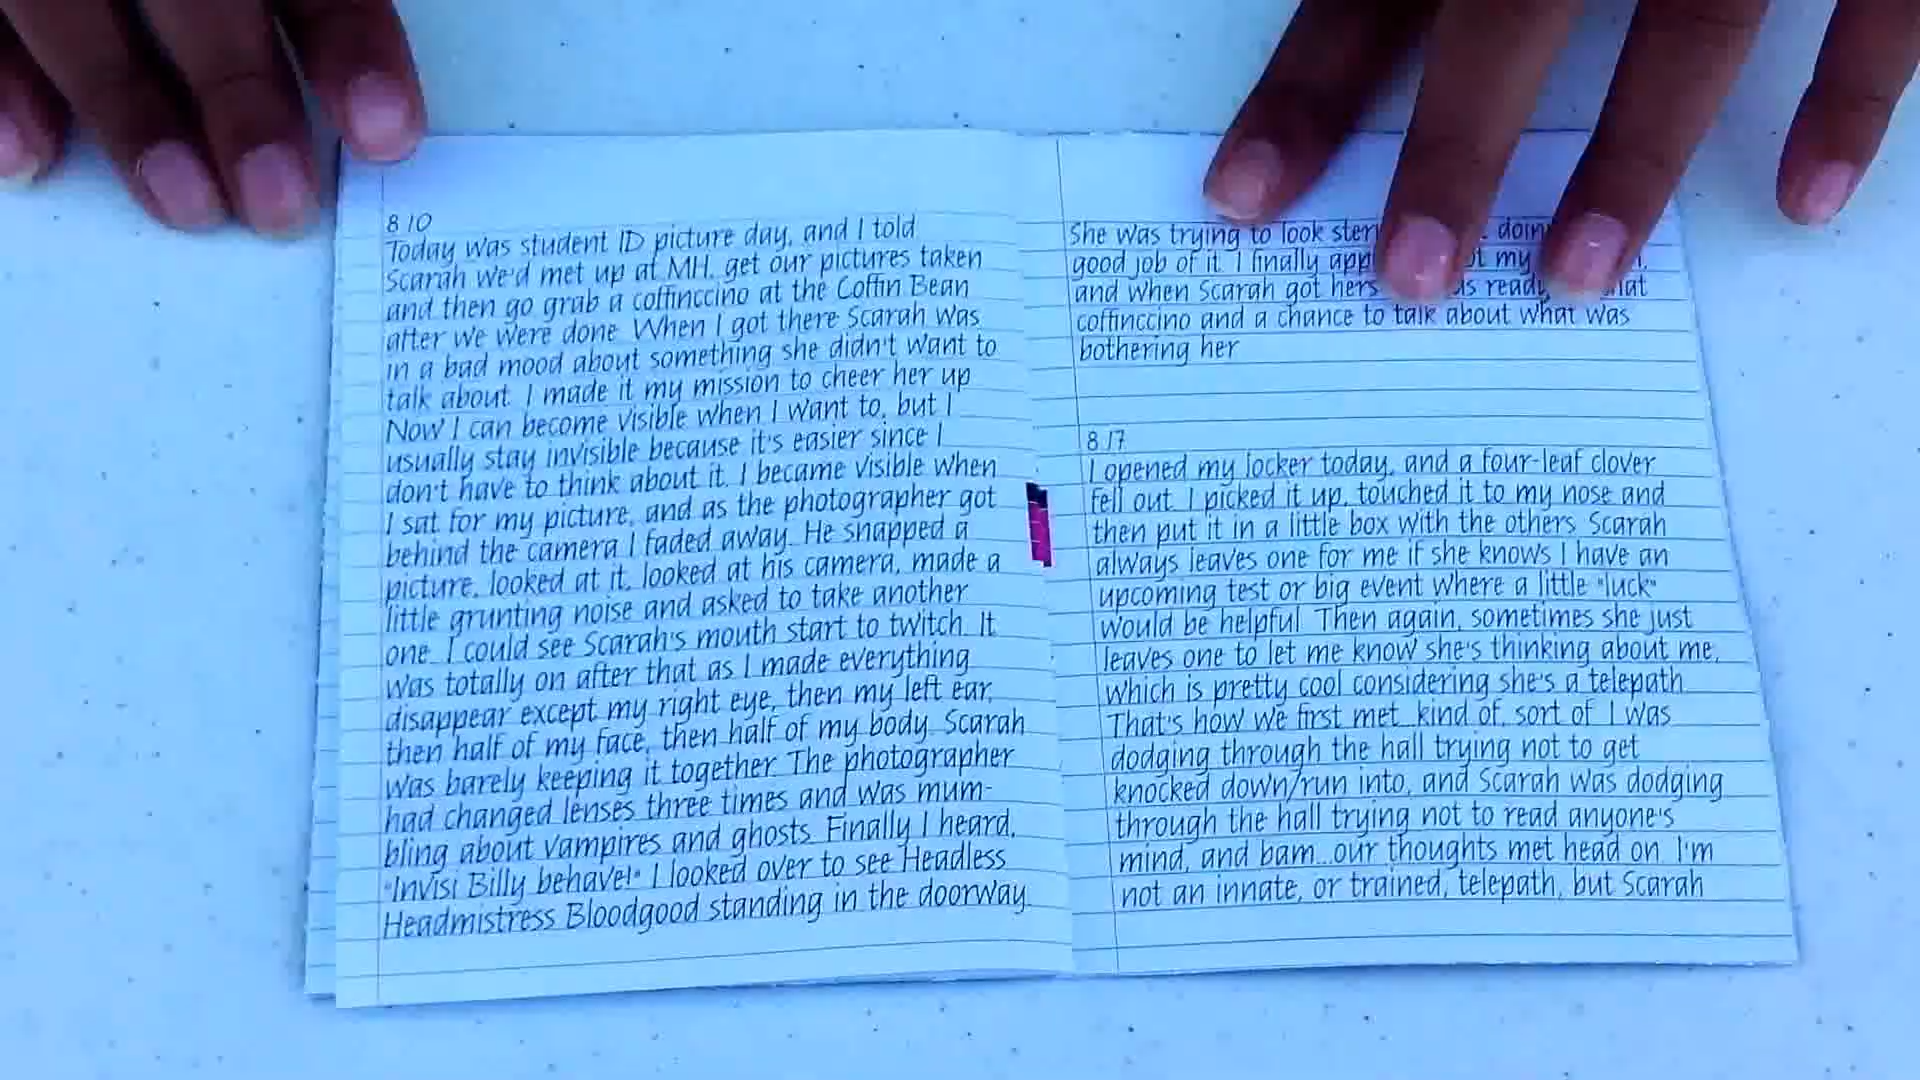 8 10
Today was student ID picture day, and I told
Scarah we'd met up at MH, get our pictures taken
and then go grab a coffinccino at the Coffin Bean
after we were done. When I got there Scarah was
in a bad mood about something she didn't want to
talk about. I made it my mission to cheer her up
Now I can become visible when I want to, but I
usually stay invisible because it's easier since I
don't have to think about it. I became visible when
I sat for my picture, and as the photographer got
behind the camera I faded away. He snapped a
picture, looked at it, looked at his camera, made a
little grunting noise and asked to take another
one. I could see Scarah's mouth start to twitch. It
was totally on after that as I made everything
disappear except my right eye, then my left ear,
then half of my face, then half of my body. Scarah
was barely keeping it together. The photographer
had changed lenses three times and was mum-
bling about vampires and ghosts. Finally I heard,
"Invisi Billy behave!" I looked over to see Headless
Headmistress Bloodgood standing in the doorway.
She was trying to look
good job of it. I finally my
and when Scarah got hers
coffinccino and a chance to talk about what was
bothering her
8 17
I opened my locker today, and a four-leaf clover
fell out. I picked it up, touched it to my nose and
then put it in a little box with the others. Scarah
always leaves one for me if she knows I have an
upcoming test or big event where a little "luck"
would be helpful. Then again, sometimes she just
leaves one to let me know she's thinking about me,
which is pretty cool considering she's a telepath.
That's how we first met...kind of, sort of. I was
dodging through the hall trying not to get
knocked down/run into, and Scarah was dodging
through the hall trying not to read anyone's
mind, and bam...our thoughts met head on. I'm
not an innate, or trained, telepath, but Scarah